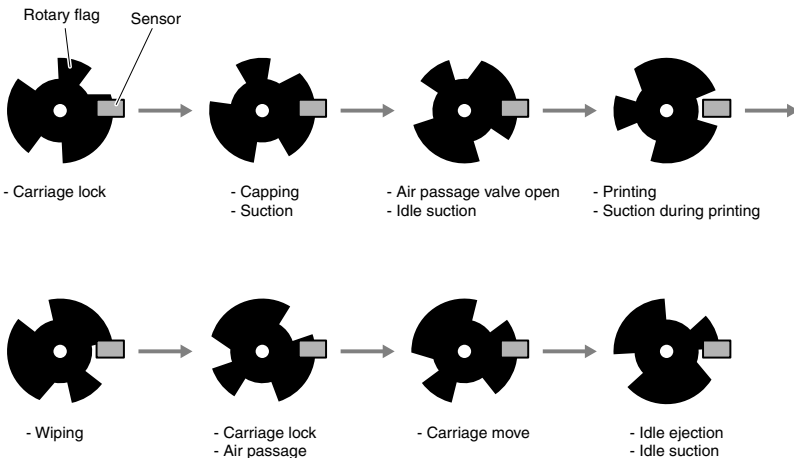 Rotary flag
Sensor
- Carriage lock
- Capping
- Suction
- Air passage valve open
- Idle suction
- Printing
- Suction during printing
- Wiping
- Carriage lock
- Air passage
- Carriage move
- Idle ejection
- Idle suction